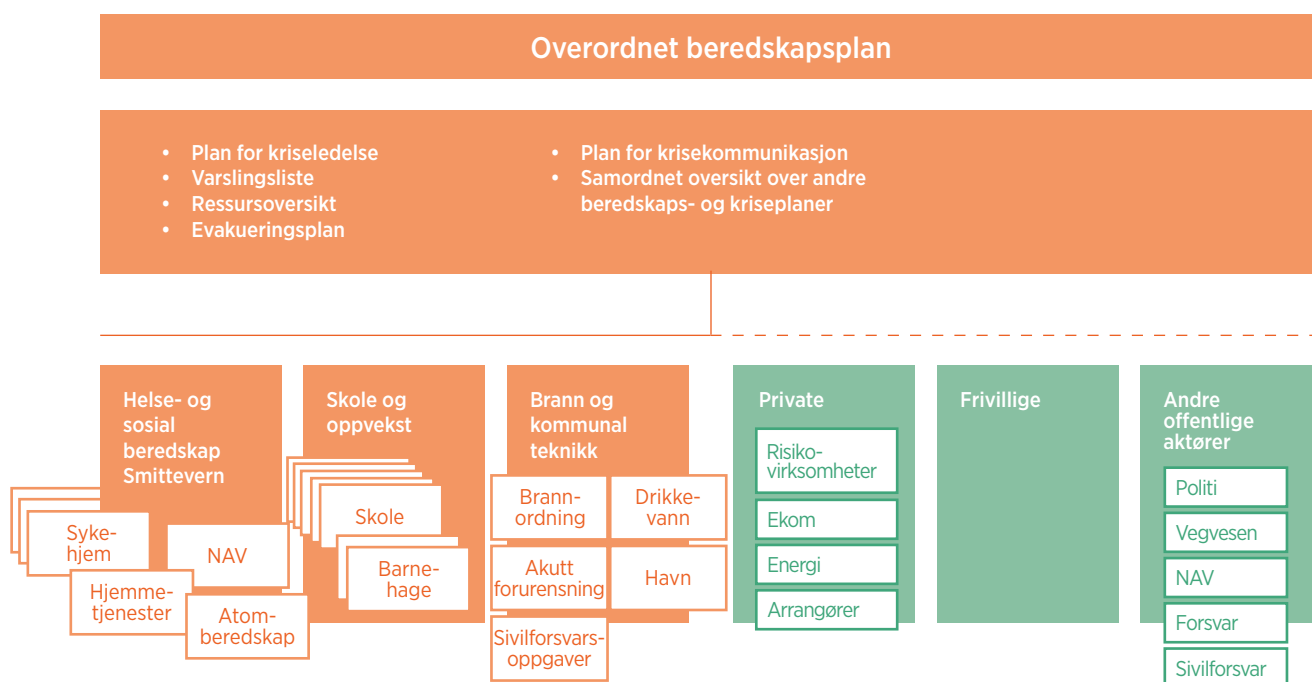 Overordnet beredskapsplan
• Plan for kriseledelse
• Varslingsliste
• Ressursoversikt
• Evakueringsplan
• Plan for krisekommunikasjon
• Samordnet oversikt over andre
beredskaps- og kriseplaner
Helse- og
sosial
beredskap
Smittevern
Syke-
hjem
NAV
Hjemme-
tjenester
Atom-
beredskap
Skole og
oppvekst
Skole
Barne-
hage
Brann og
kommunal
teknikk
Brann-
ordning
Drikke-
vann
Akutt
forurensning
Havn
Sivilforsvars-
oppgaver
Private
Risiko-
virksomheter
Ekom
Energi
Arrangører
Frivillige
Andre
offentlige
aktører
Politi
Vegvesen
NAV
Forsvar
Sivilforsvar